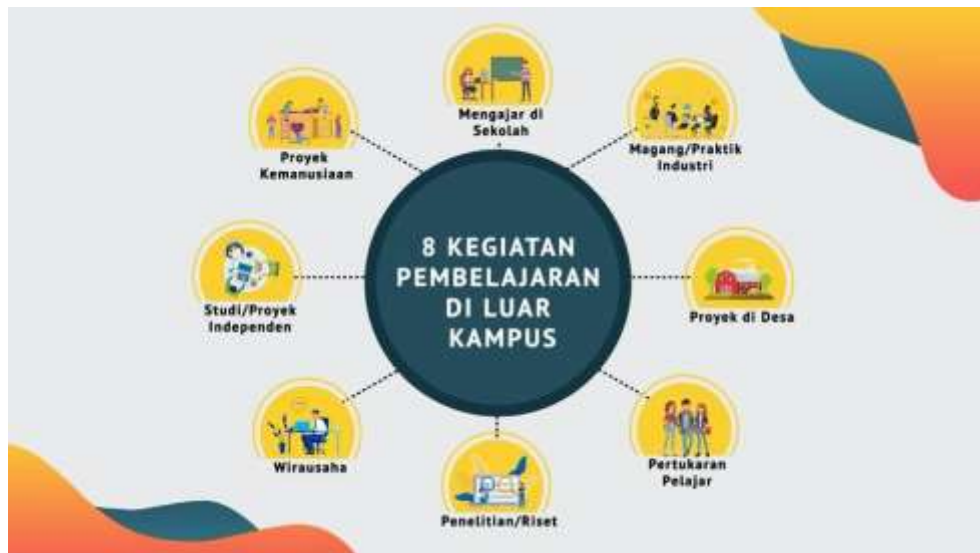 8 KEGIATAN
PEMBELAJARAN
DI LUAR
KAMPUS
Mengajar di
Sekolah
Magang/Praktik
Industri
Proyek di Desa
Pertukaran
Pelajar
Penelitian/Riset
Wirausaha
Studi/Proyek
Independen
Proyek
Kemanusiaan